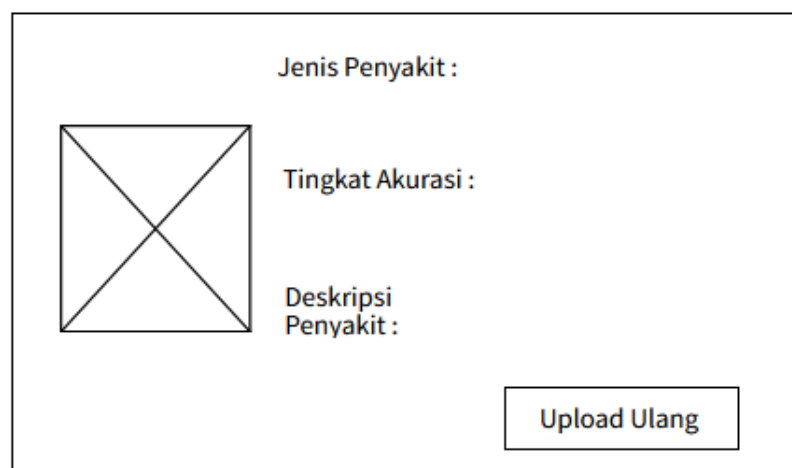 Jenis Penyakit :
Tingkat Akurasi :
Deskripsi
Penyakit :
Upload Ulang